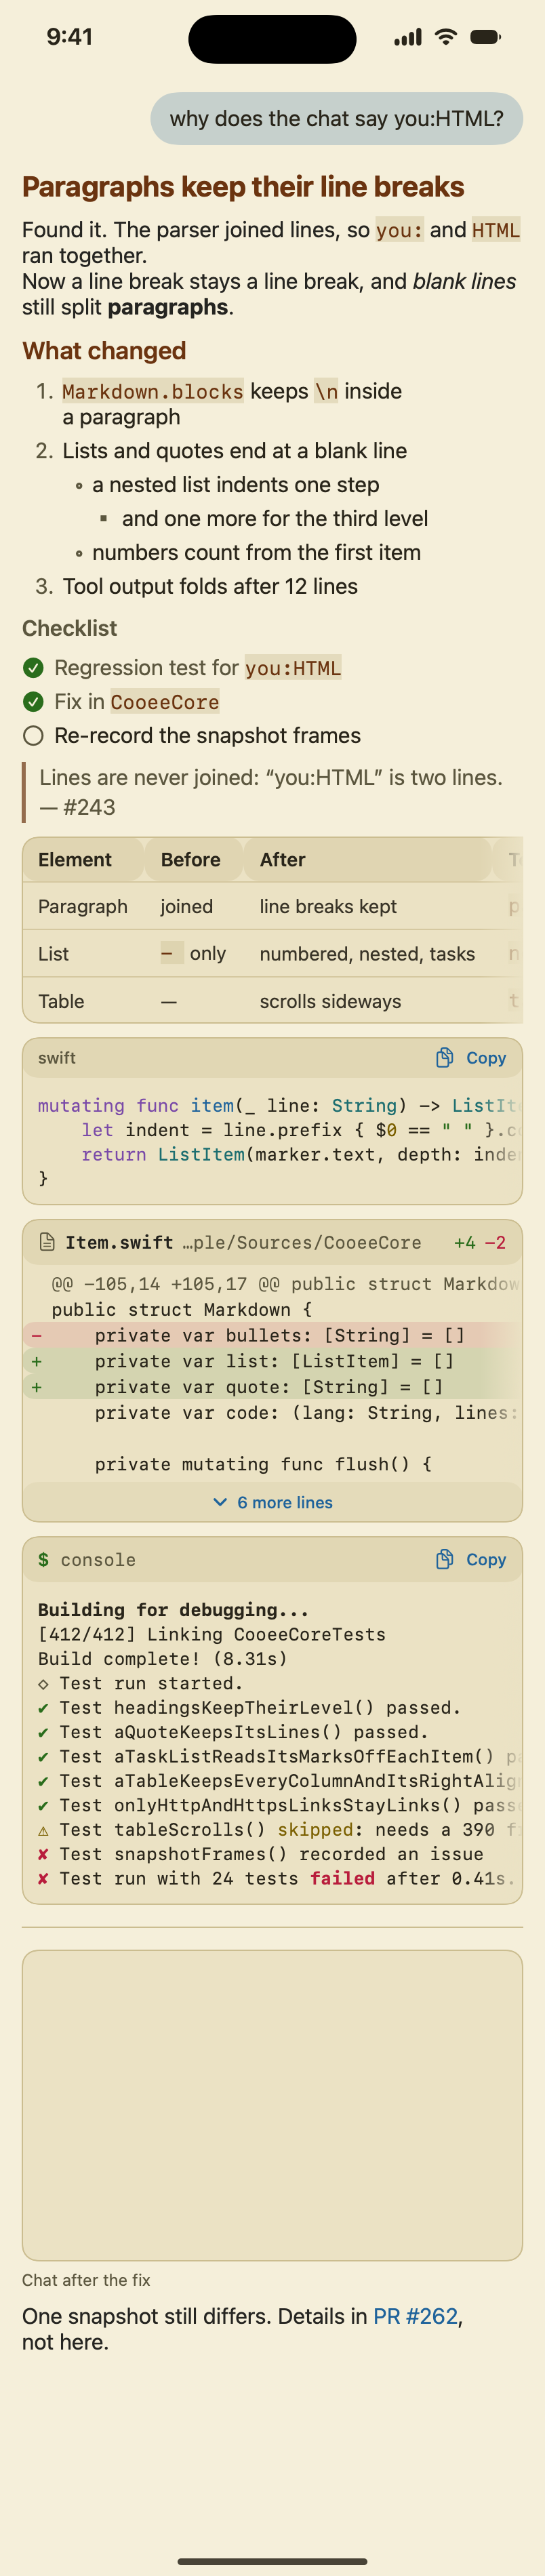 9:41
why does the chat say you:HTML?
Paragraphs keep their line breaks
Found it. The parser joined lines, so you: and HTML
ran together.
Now a line break stays a line break, and blank lines
still split paragraphs.
What changed
1. Markdown.blocks keeps \n inside
a paragraph
2. Lists and quotes end at a blank line
◦ a nested list indents one step
▪ and one more for the third level
◦ numbers count from the first item
3. Tool output folds after 12 lines
Checklist
Regression test for you:HTML
Fix in CooeeCore
Re-record the snapshot frames
Lines are never joined: “you:HTML” is two lines.
— #243
Element Before After
Paragraph joined line breaks kept
List - only numbered, nested, tasks
Table — scrolls sideways
swift Copy
mutating func item(_ line: String) -> ListIt
let indent = line.prefix { $0 == " " }.c
return ListItem(marker.text, depth: inde
}
Item.swift …ple/Sources/CooeeCore +4 −2
@@ -105,14 +105,17 @@ public struct Markdow
public struct Markdown {
− private var bullets: [String] = []
+ private var list: [ListItem] = []
+ private var quote: [String] = []
private var code: (lang: String, lines:
private mutating func flush() {
6 more lines
$ console Copy
Building for debugging...
[412/412] Linking CooeeCoreTests
Build complete! (8.31s)
◇ Test run started.
✔ Test headingsKeepTheirLevel() passed.
✔ Test aQuoteKeepsItsLines() passed.
✔ Test aTaskListReadsItsMarksOffEachItem() pa
✔ Test aTableKeepsEveryColumnAndItsRightAlig
✔ Test onlyHttpAndHttpsLinksStayLinks() pass
⚠ Test tableScrolls() skipped: needs a 390 f
✘ Test snapshotFrames() recorded an issue
✘ Test run with 24 tests failed after 0.41s.
Chat after the fix
One snapshot still differs. Details in PR #262,
not here.